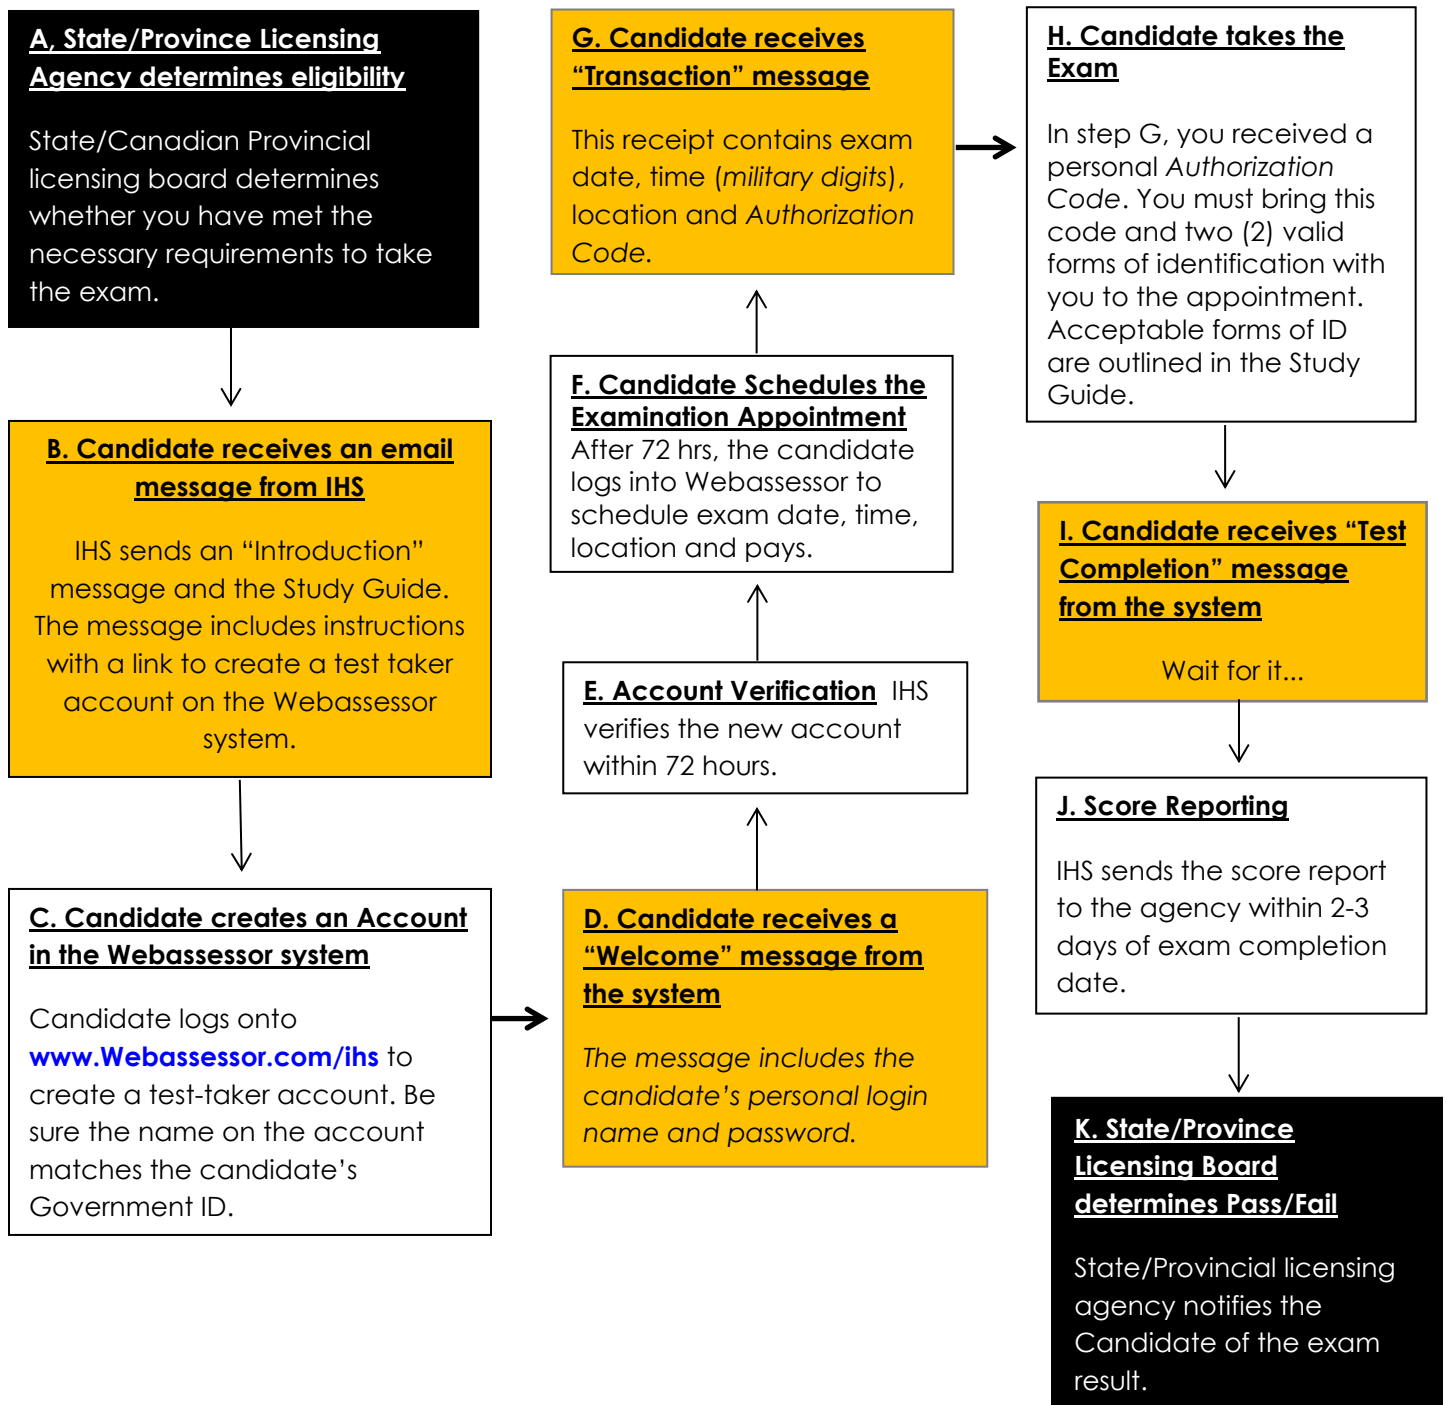 A, State/Province Licensing
Agency determines eligibility
State/Canadian Provincial
licensing board determines
whether you have met the
necessary requirements to take
the exam.
B. Candidate receives an email
message from IHS
IHS sends an “Introduction”
message and the Study Guide.
The message includes instructions
with a link to create a test taker
account on the Webassessor
system.
C. Candidate creates an Account
in the Webassessor system
Candidate logs onto
www.Webassessor.com/ihs to
create a test-taker account. Be
sure the name on the account
matches the candidate’s
Government ID.
D. Candidate receives a
“Welcome” message from
the system
The message includes the
candidate’s personal login
name and password.
E. Account Verification IHS
verifies the new account
within 72 hours.
F. Candidate Schedules the
Examination Appointment
After 72 hrs, the candidate
logs into Webassessor to
schedule exam date, time,
location and pays.
G. Candidate receives
“Transaction” message
This receipt contains exam
date, time (military digits),
location and Authorization
Code.
H. Candidate takes the
Exam
In step G, you received a
personal Authorization
Code. You must bring this
code and two (2) valid
forms of identification with
you to the appointment.
Acceptable forms of ID
are outlined in the Study
Guide.
I. Candidate receives “Test
Completion” message
from the system
Wait for it...
J. Score Reporting
IHS sends the score report
to the agency within 2-3
days of exam completion
date.
K. State/Province
Licensing Board
determines Pass/Fail
State/Provincial licensing
agency notifies the
Candidate of the exam
result.